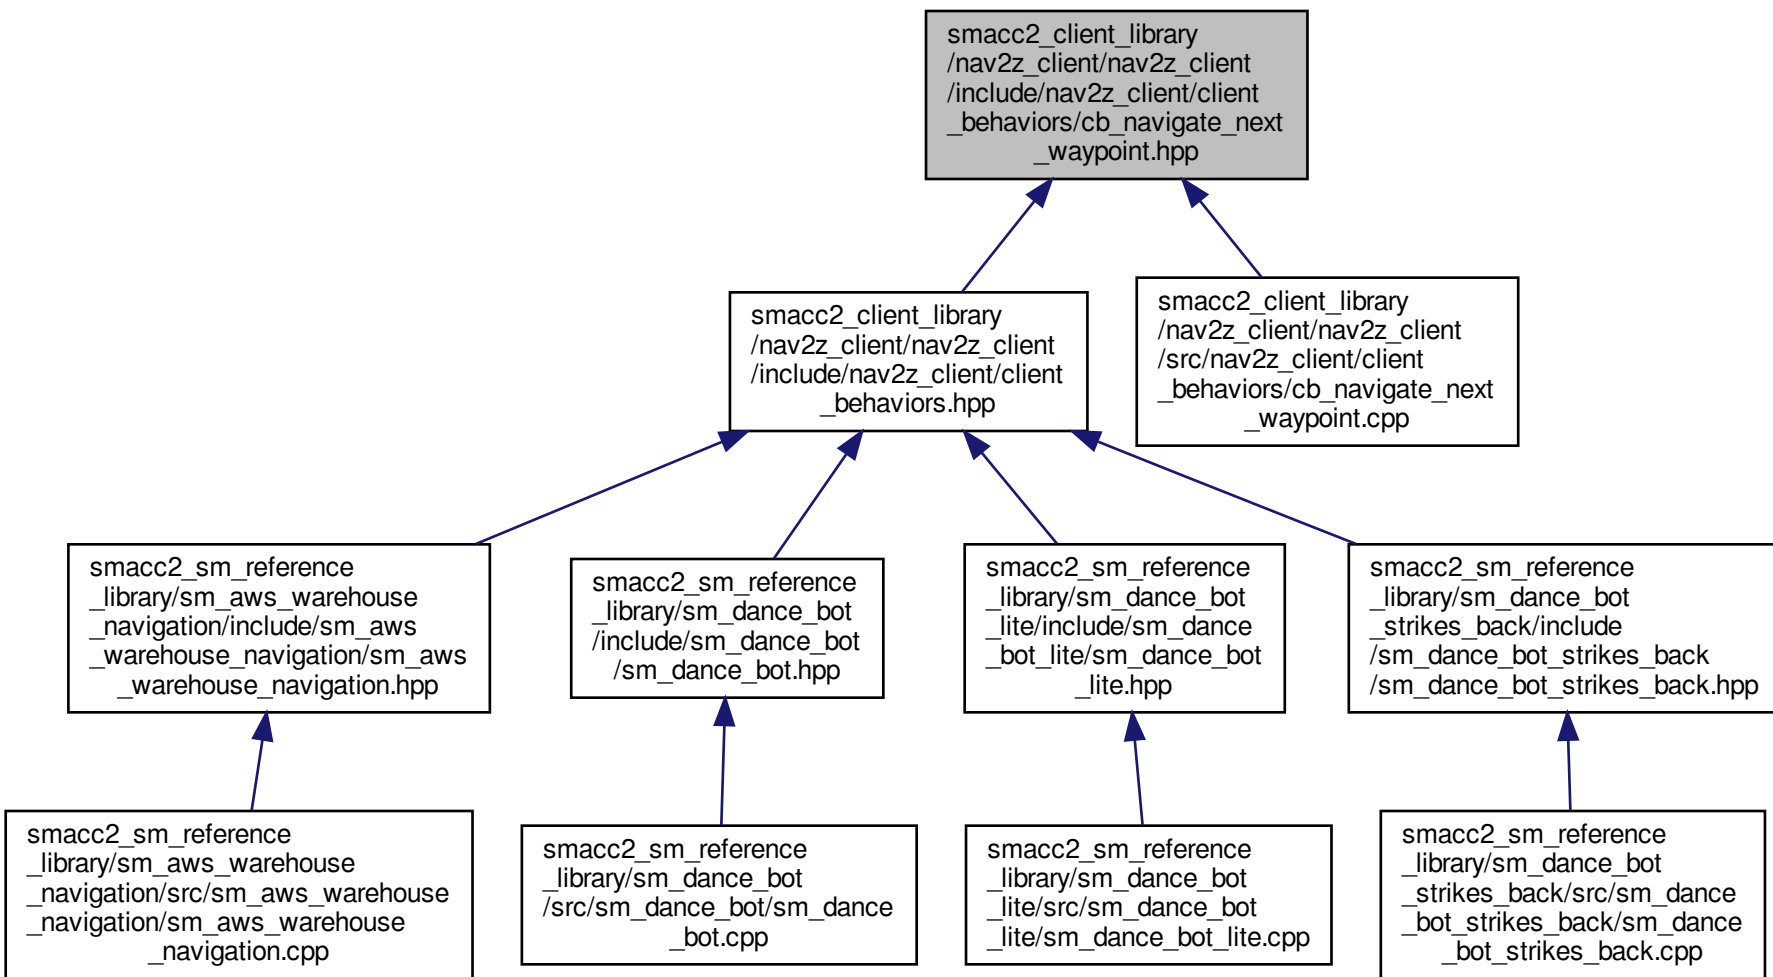 smacc2_client_library
/nav2z_client/nav2z_client
/include/nav2z_client/client
_behaviors/cb_navigate_next
_waypoint.hpp
smacc2_client_library
/nav2z_client/nav2z_client
/include/nav2z_client/client
_behaviors.hpp
smacc2_client_library
/nav2z_client/nav2z_client
/src/nav2z_client/client
_behaviors/cb_navigate_next
_waypoint.cpp
smacc2_sm_reference
_library/sm_aws_warehouse
_navigation/include/sm_aws
_warehouse_navigation/sm_aws
_warehouse_navigation.hpp
smacc2_sm_reference
_library/sm_dance_bot
/include/sm_dance_bot
/sm_dance_bot.hpp
smacc2_sm_reference
_library/sm_dance_bot
_lite/include/sm_dance
_bot_lite/sm_dance_bot
_lite.hpp
smacc2_sm_reference
_library/sm_dance_bot
_strikes_back/include
/sm_dance_bot_strikes_back
/sm_dance_bot_strikes_back.hpp
smacc2_sm_reference
_library/sm_aws_warehouse
_navigation/src/sm_aws_warehouse
_navigation/sm_aws_warehouse
_navigation.cpp
smacc2_sm_reference
_library/sm_dance_bot
/src/sm_dance_bot/sm_dance
_bot.cpp
smacc2_sm_reference
_library/sm_dance_bot
_lite/src/sm_dance_bot
_lite/sm_dance_bot_lite.cpp
smacc2_sm_reference
_library/sm_dance_bot
_strikes_back/src/sm_dance
_bot_strikes_back/sm_dance
_bot_strikes_back.cpp